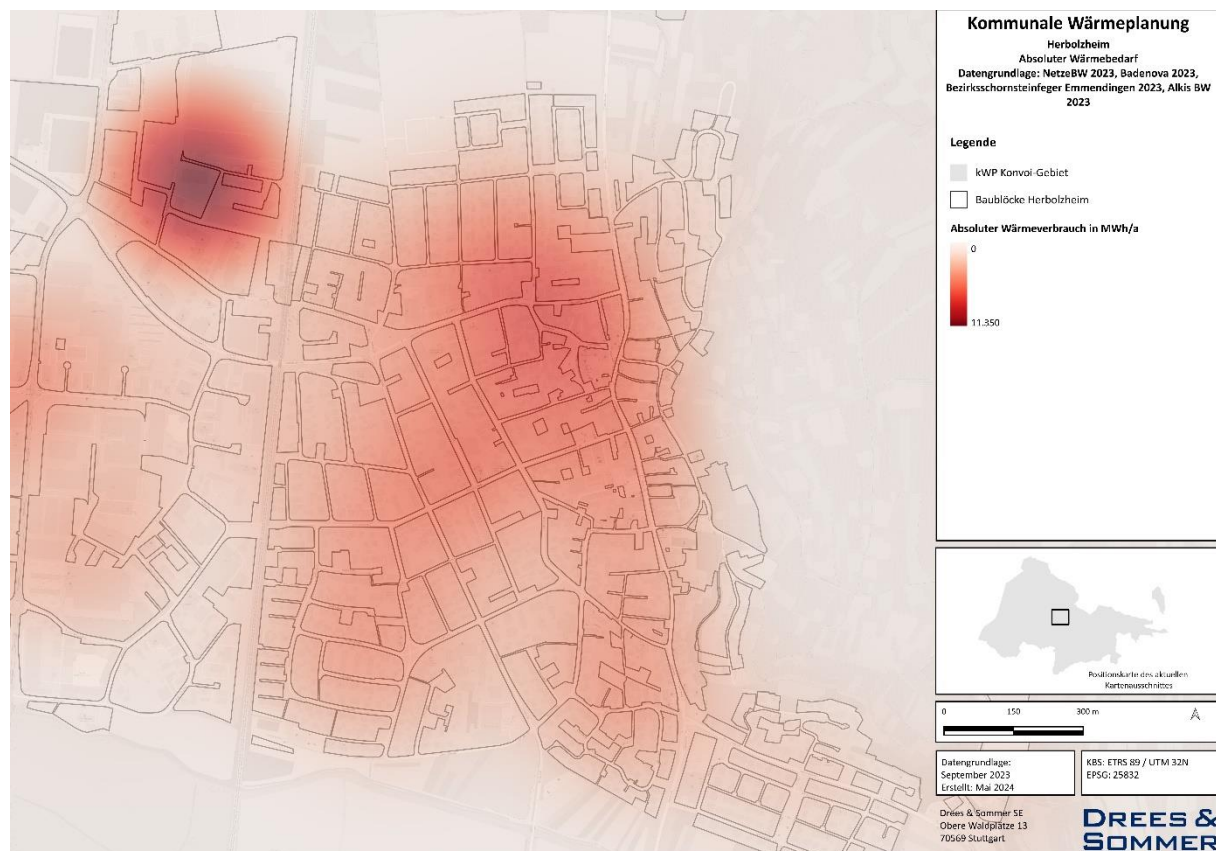 Kommunale Wärmeplanung
Herbolzheim
Absoluter Wärmebedarf
Datengrundlage: NetzeBW 2023, Badenova 2023,
Bezirksschornsteinfeger Emmendingen 2023, Alkis BW
2023
Legende
kWP Konvoi-Gebiet
Baublöcke Herbolzheim
Absoluter Wärmeverbrauch in MWh/a
0
11.350
Positionskarte des aktuellen
Kartenausschnittes
0 150 300 m
Datengrundlage:
September 2023
Erstellt: Mai 2024
KBS: ETRS 89 / UTM 32N
EPSG: 25832
Drees & Sommer SE
Obere Waldplätze 13
70569 Stuttgart
DREES &
SOMMER